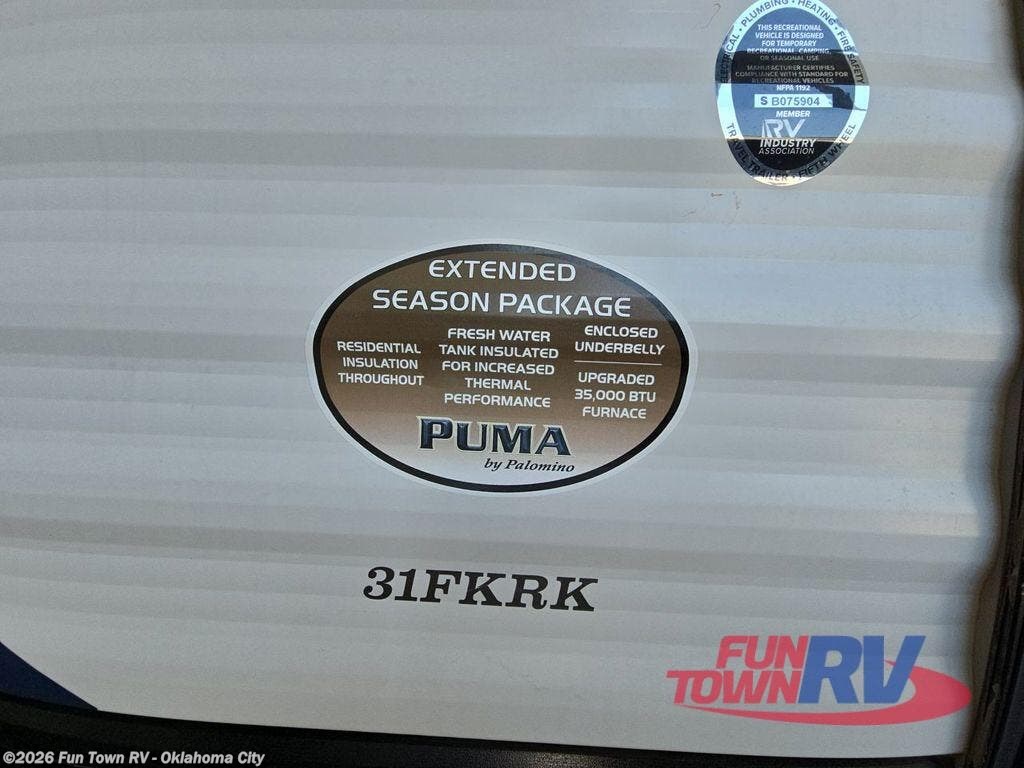 ELECTRICAL • PLUMBING • HEATING • FIRE SAFETY
THIS RECREATIONAL
VEHICLE IS DESIGNED
FOR TEMPORARY
RECREATIONAL, CAMPING,
OR SEASONAL USE.
MANUFACTURER CERTIFIES
COMPLIANCE WITH STANDARD FOR
RECREATIONAL VEHICLES
NFPA 1192
S B075904
MEMBER
RV
INDUSTRY
ASSOCIATION
TRAVEL TRAILER • FIFTH WHEEL
EXTENDED
SEASON PACKAGE
RESIDENTIAL
INSULATION
THROUGHOUT
FRESH WATER
TANK INSULATED
FOR INCREASED
THERMAL
PERFORMANCE
ENCLOSED
UNDERBELLY
UPGRADED
35,000 BTU
FURNACE
PUMA
by Palomino
31FKRK
FUN
TOWN RV
©2026 Fun Town RV - Oklahoma City